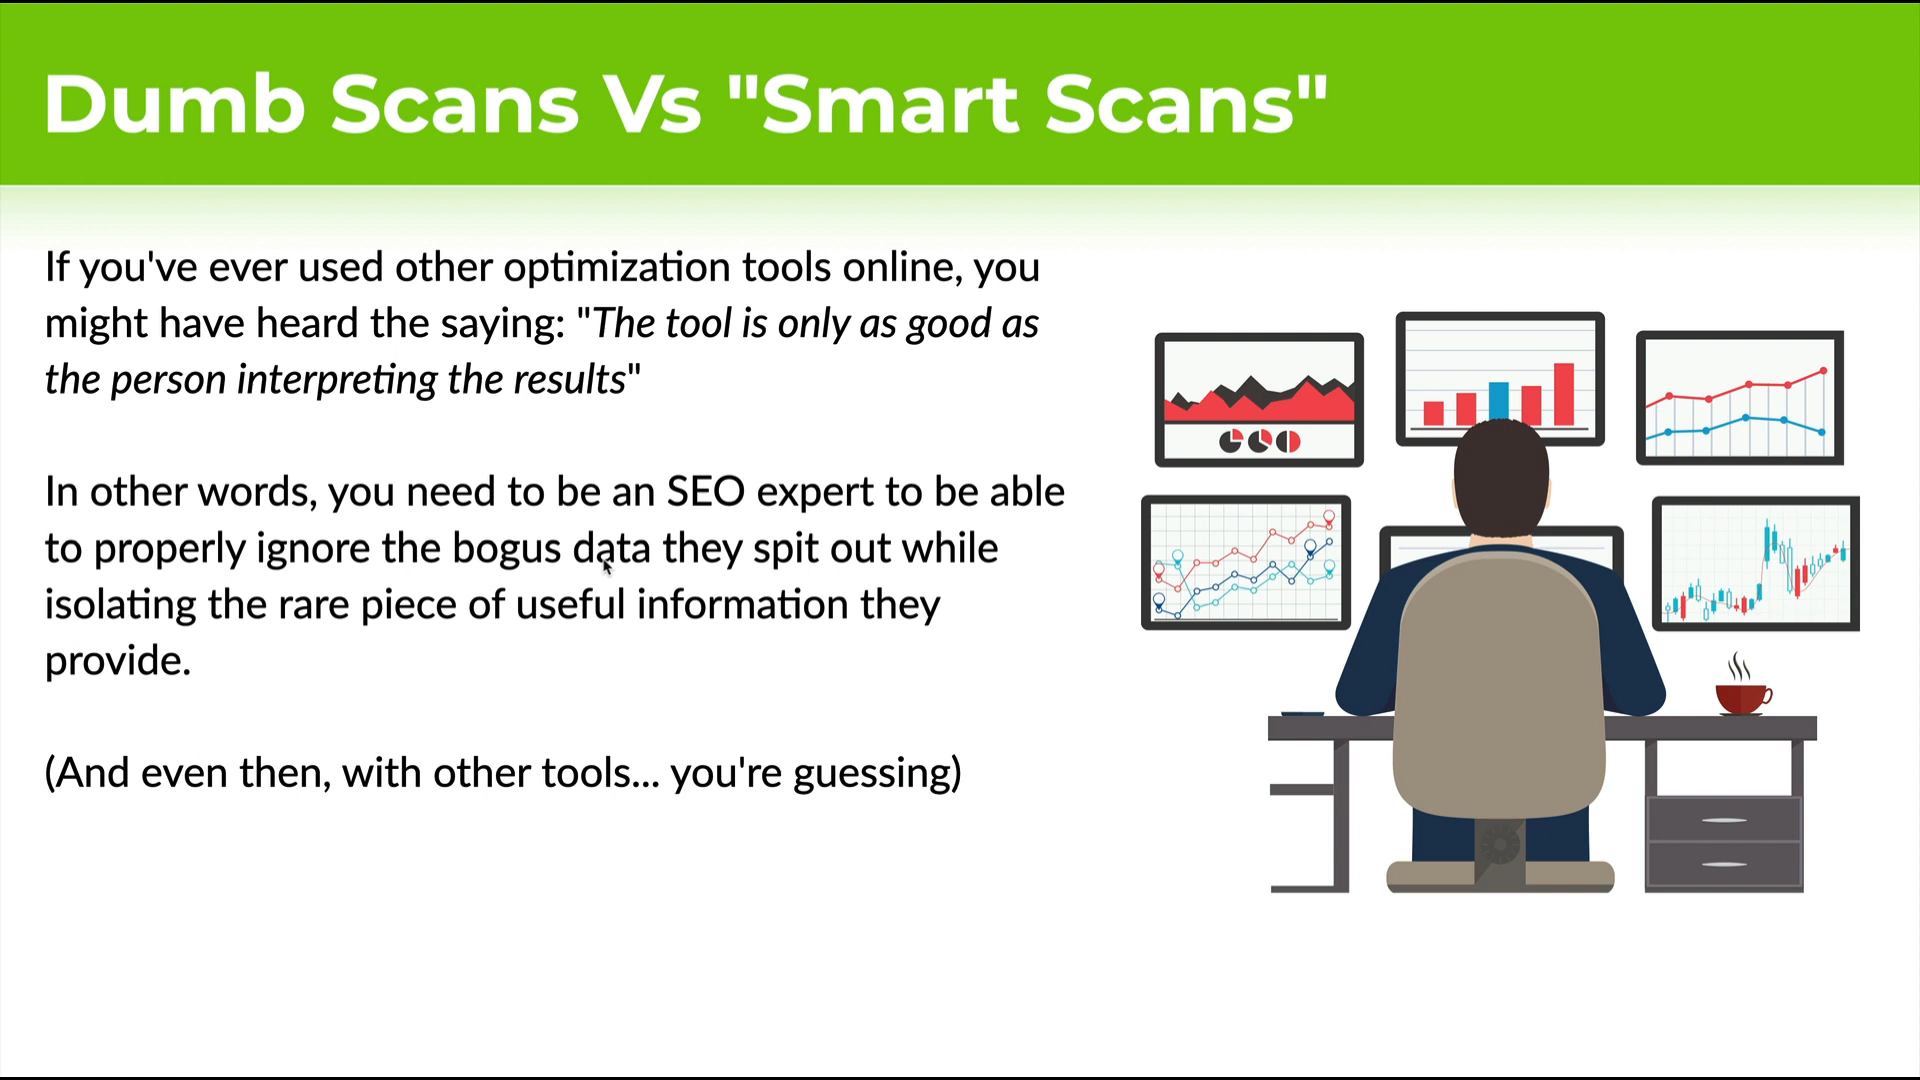 Dumb Scans Vs "Smart Scans"
If you've ever used other optimization tools online, you
might have heard the saying: "The tool is only as good as
the person interpreting the results"
In other words, you need to be an SEO expert to be able
to properly ignore the bogus data they spit out while
isolating the rare piece of useful information they
provide.
(And even then, with other tools... you're guessing)